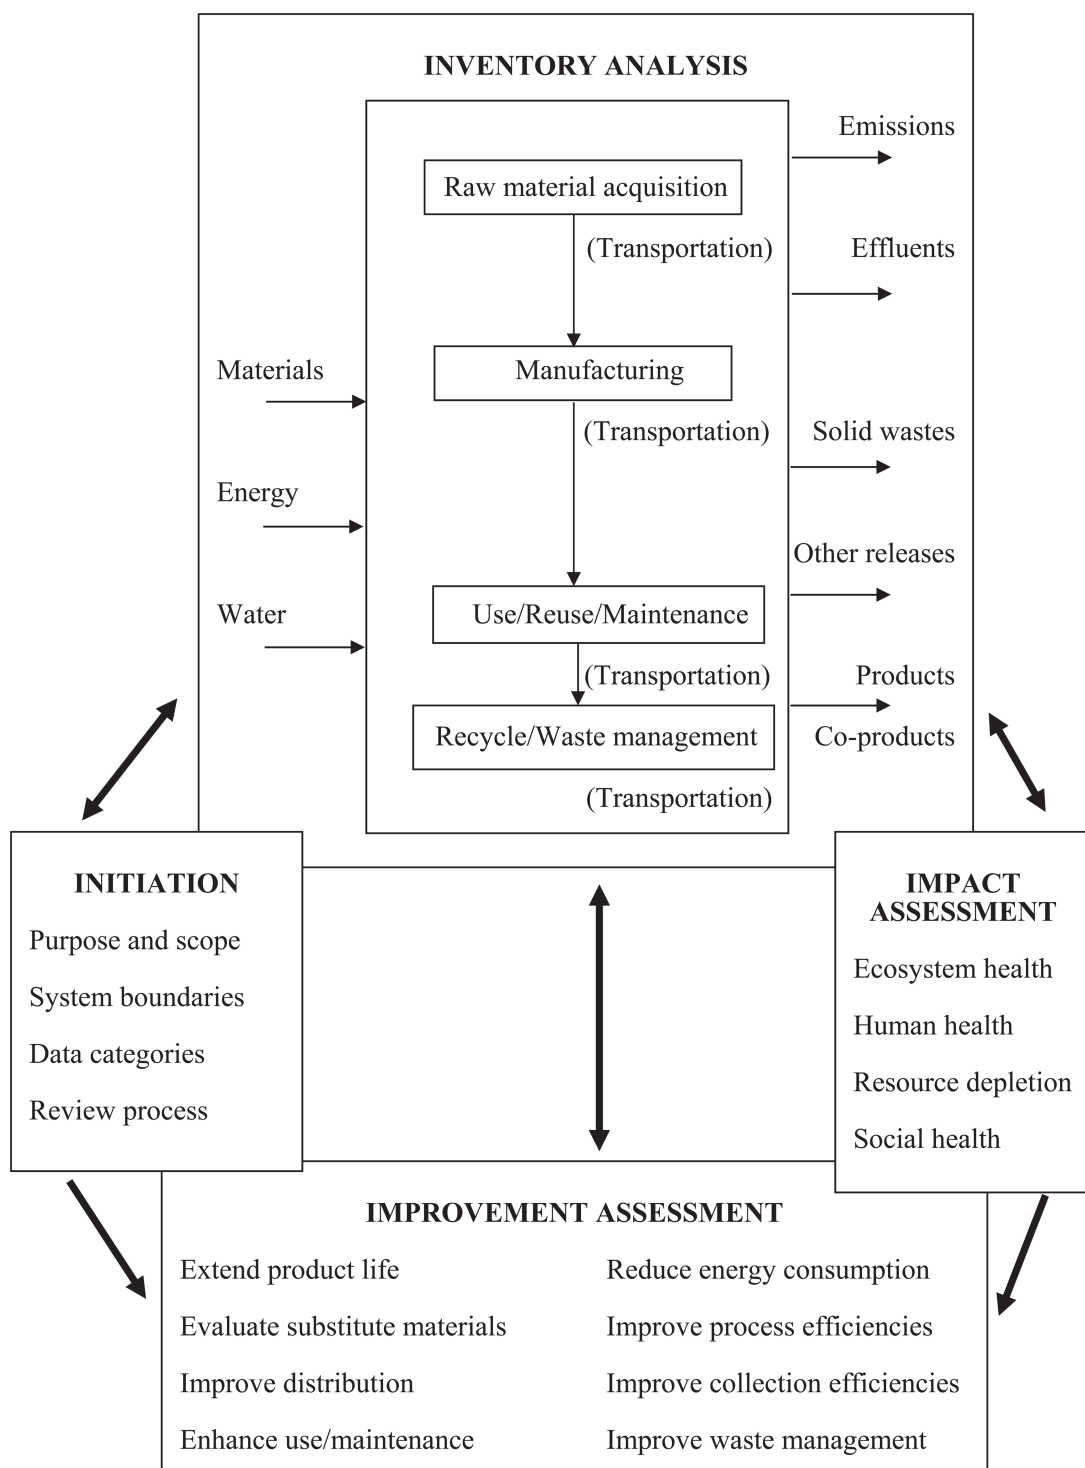 INVENTORY ANALYSIS
Emissions
Raw material acquisition
(Transportation)
Effluents
Materials
Manufacturing
(Transportation)
Solid wastes
Energy
Other releases
Water
Use/Reuse/Maintenance
(Transportation)
Products
Recycle/Waste management
Co-products
(Transportation)
INITIATION
Purpose and scope
System boundaries
Data categories
Review process
IMPACT
ASSESSMENT
Ecosystem health
Human health
Resource depletion
Social health
IMPROVEMENT ASSESSMENT
Extend product life
Evaluate substitute materials
Improve distribution
Enhance use/maintenance
Reduce energy consumption
Improve process efficiencies
Improve collection efficiencies
Improve waste management